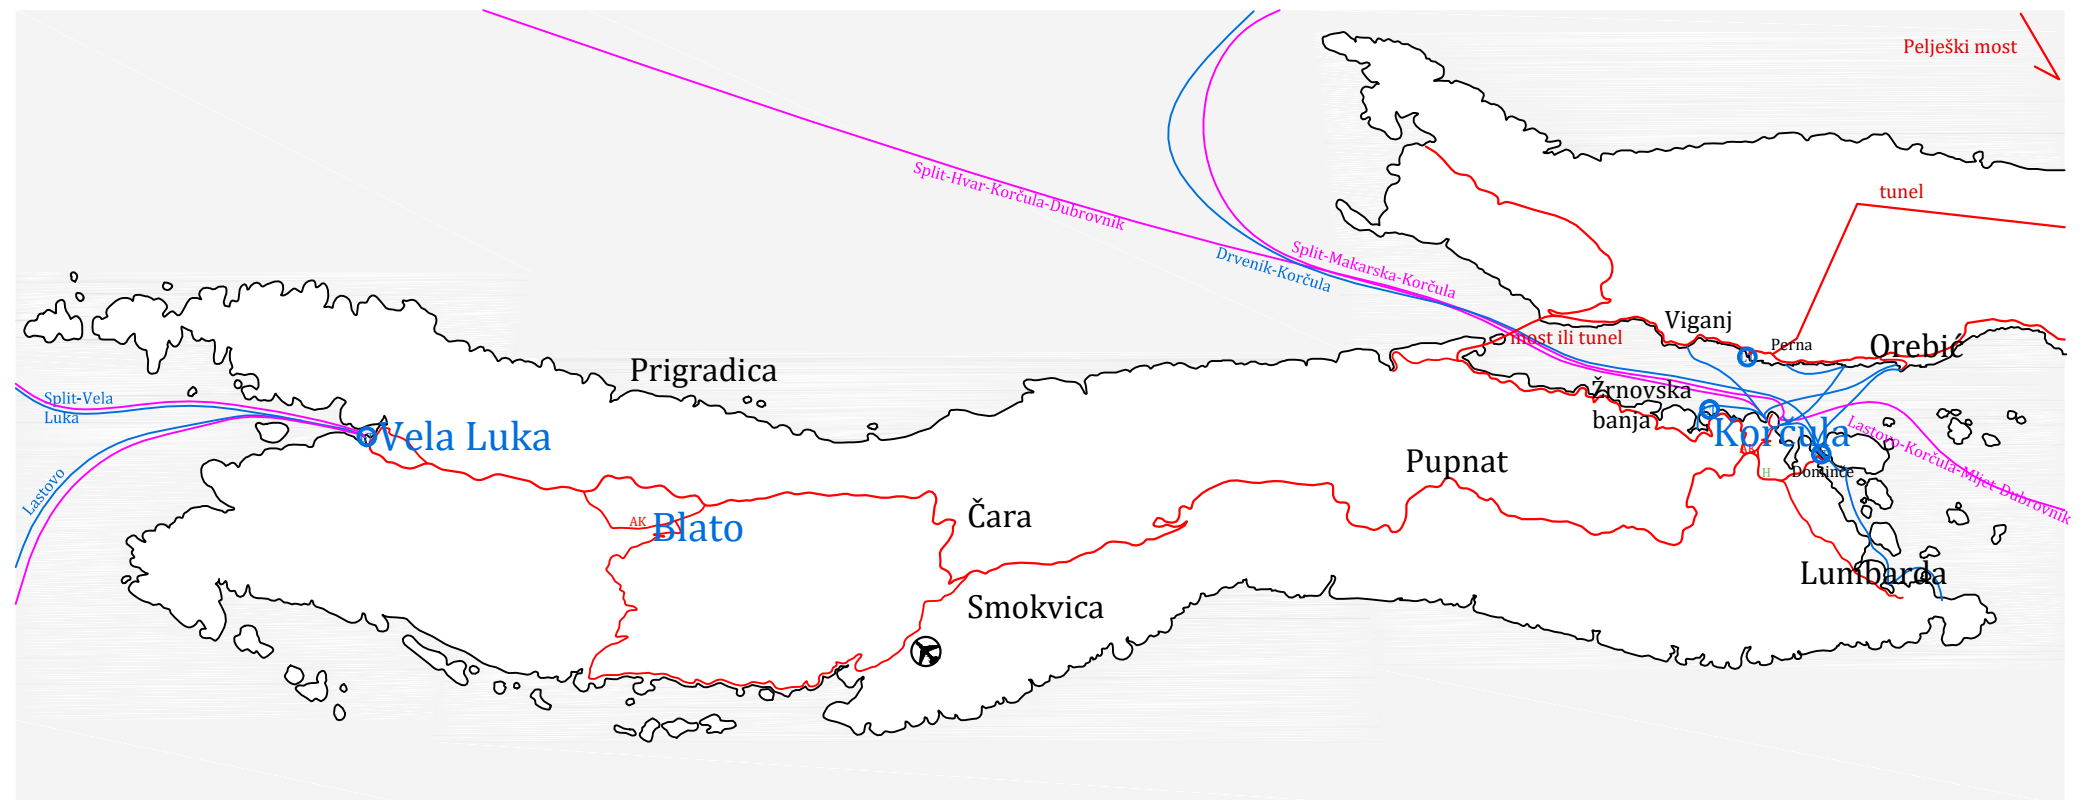 Pelješki most
Split-Hvar-Korčula-Dubrovnik
tunel
Split-Makarska-Korčula
Drvenik-Korčula
Viganj
most ili tunel
Perna
Orebić
Prigradica
Žrnovska
banja
Split-Vela
Luka
Vela Luka
Korčula
Lastovo-Korčula-Mljet-Dubrovnik
AK
Pupnat
H
Dominče
Lastovo
AK
Blato
Čara
Lumbarda
Smokvica